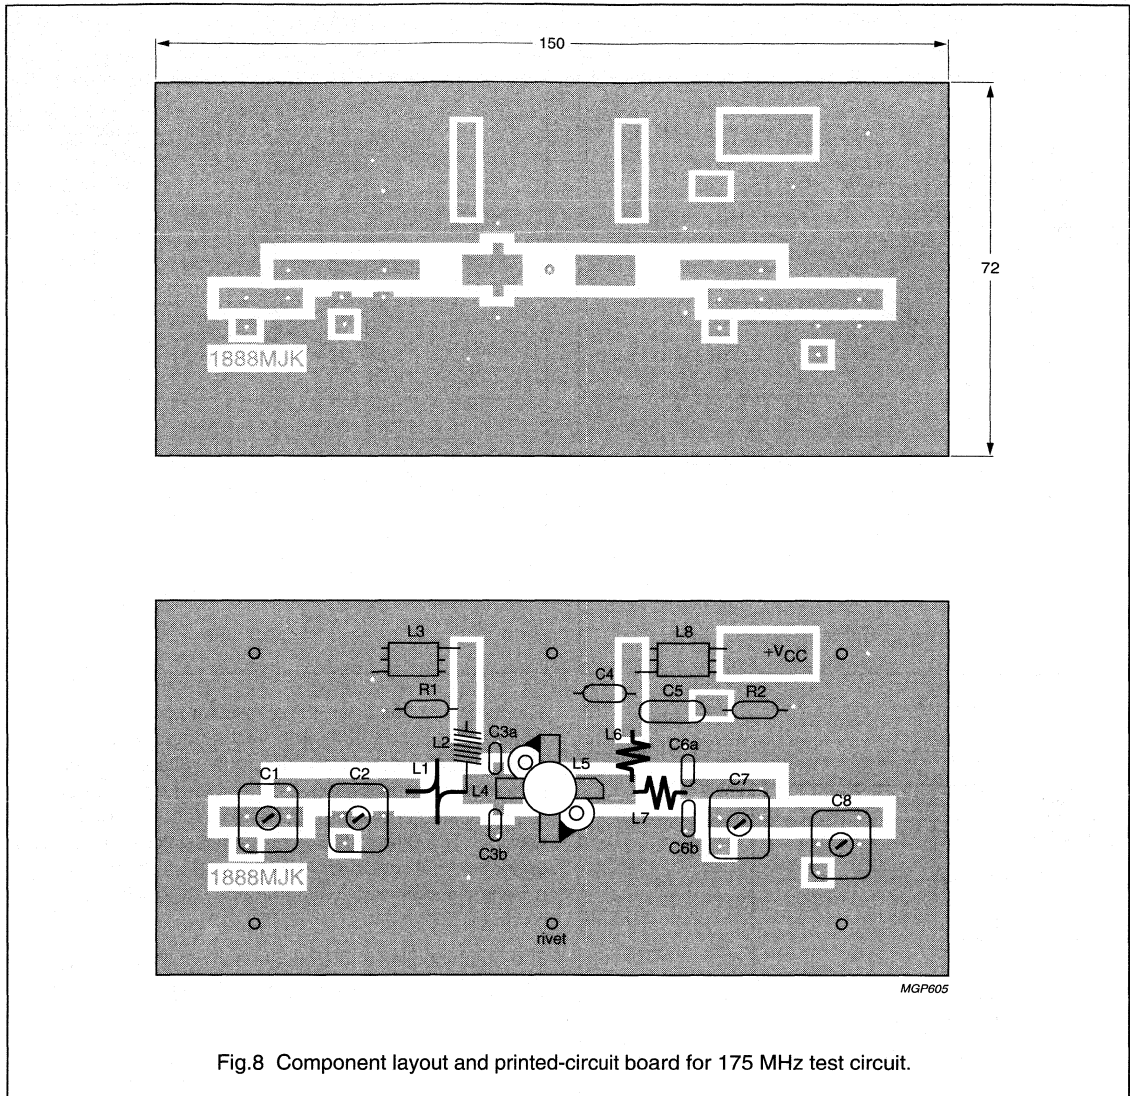 150
72
1888MJK
L3
L8
+VCC
C4
R1
C5
R2
L2
C3a
L6
C6a
C1
C2
L1
L4
L5
C7
C8
L7
C3b
C6b
1888MJK
rivet
MGP605
Fig.8 Component layout and printed-circuit board for 175 MHz test circuit.